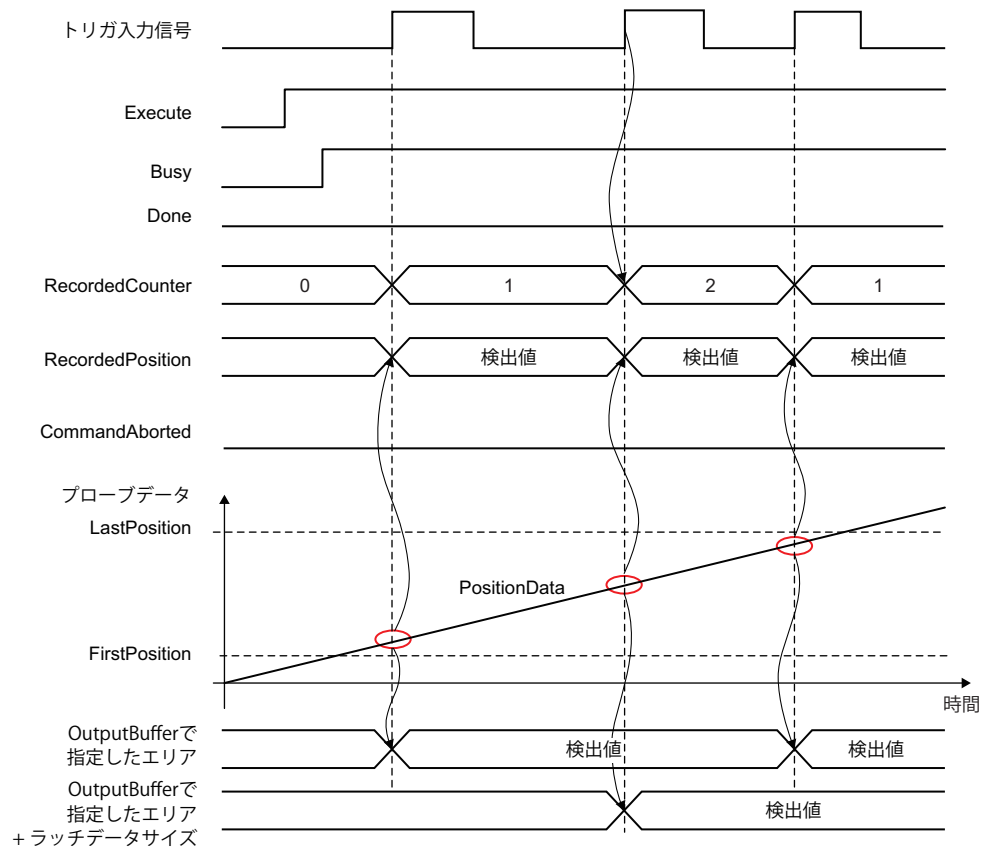 トリガ入力信号
Execute
Busy
Done
RecordedCounter
0
1
2
1
RecordedPosition
検出値
検出値
検出値
CommandAborted
プローブデータ
LastPosition
PositionData
FirstPosition
時間
OutputBufferで
指定したエリア
検出値
検出値
OutputBufferで
指定したエリア
+ ラッチデータサイズ
検出値